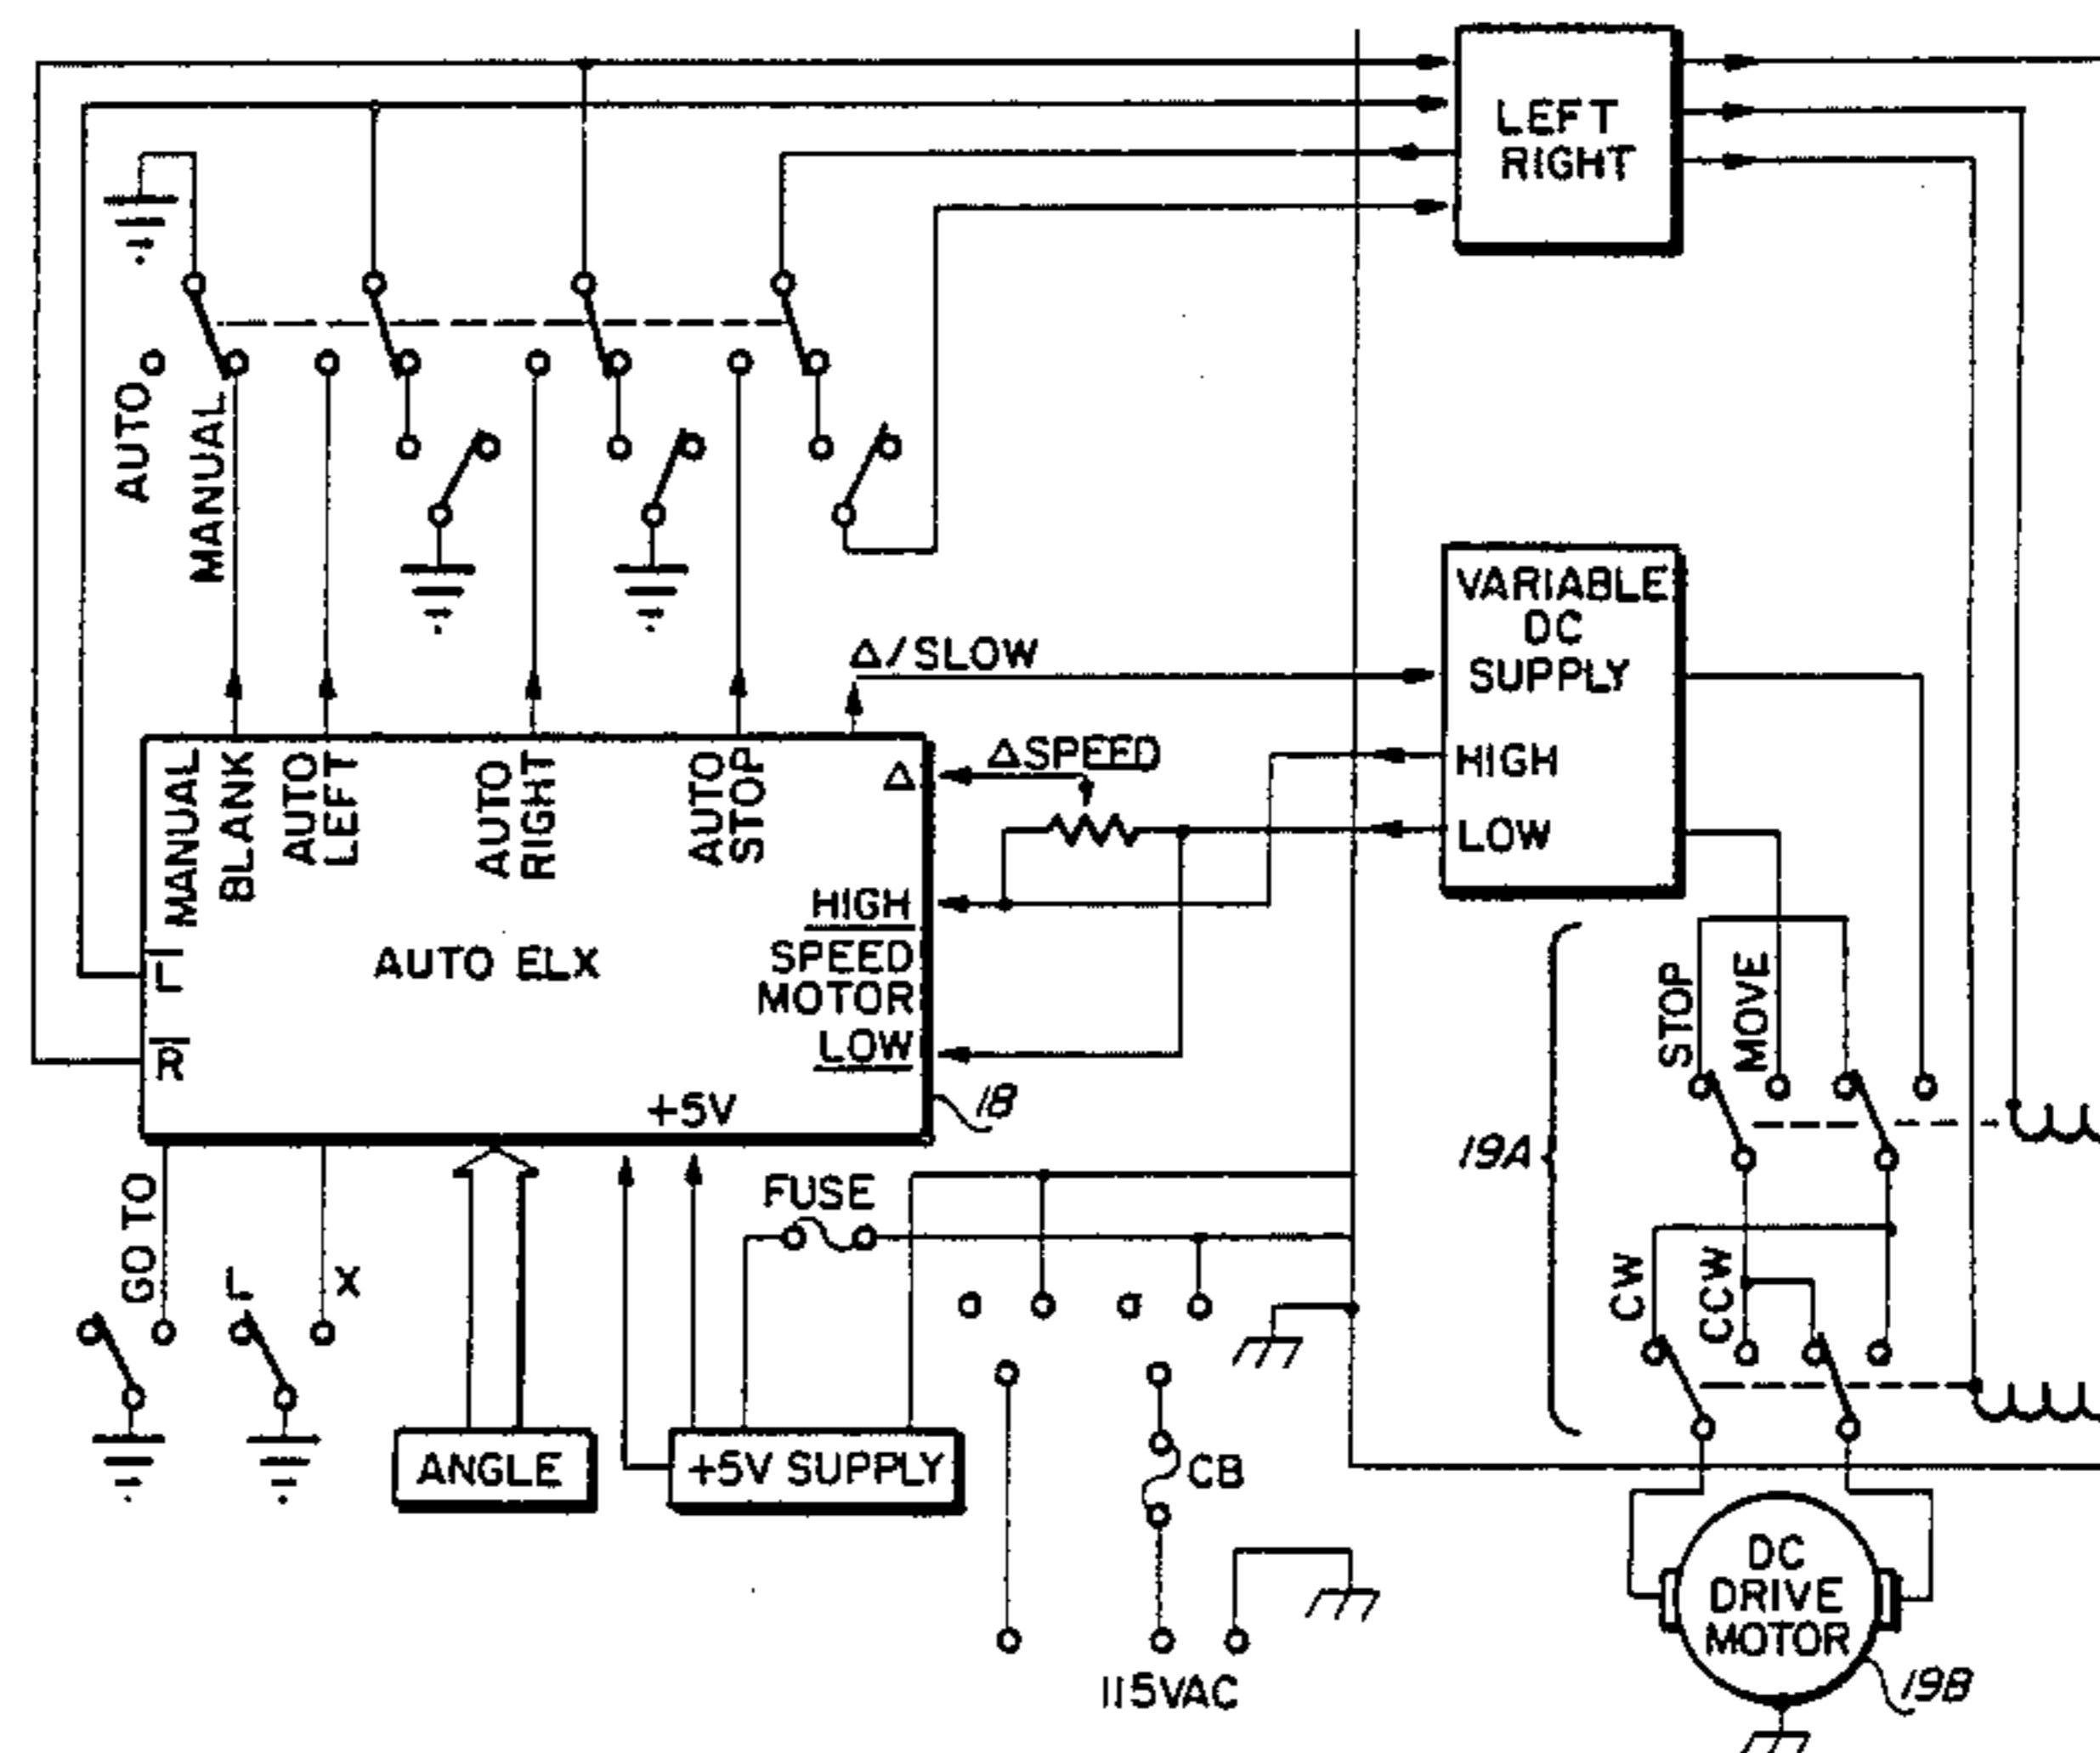 LEFT
RIGHT
AUTO
MANUAL
VARIABLE
DC
SUPPLY
HIGH
LOW
Δ/SLOW
ΔSPEED
Δ
MANUAL
BLANK
AUTO
LEFT
AUTO
RIGHT
AUTO
STOP
HIGH
SPEED
MOTOR
LOW
AUTO ELX
L
R
+5V
18
STOP
MOVE
19A
CW
CCW
GO TO
L
X
FUSE
ANGLE
+5V SUPPLY
CB
115VAC
DC
DRIVE
MOTOR
19B